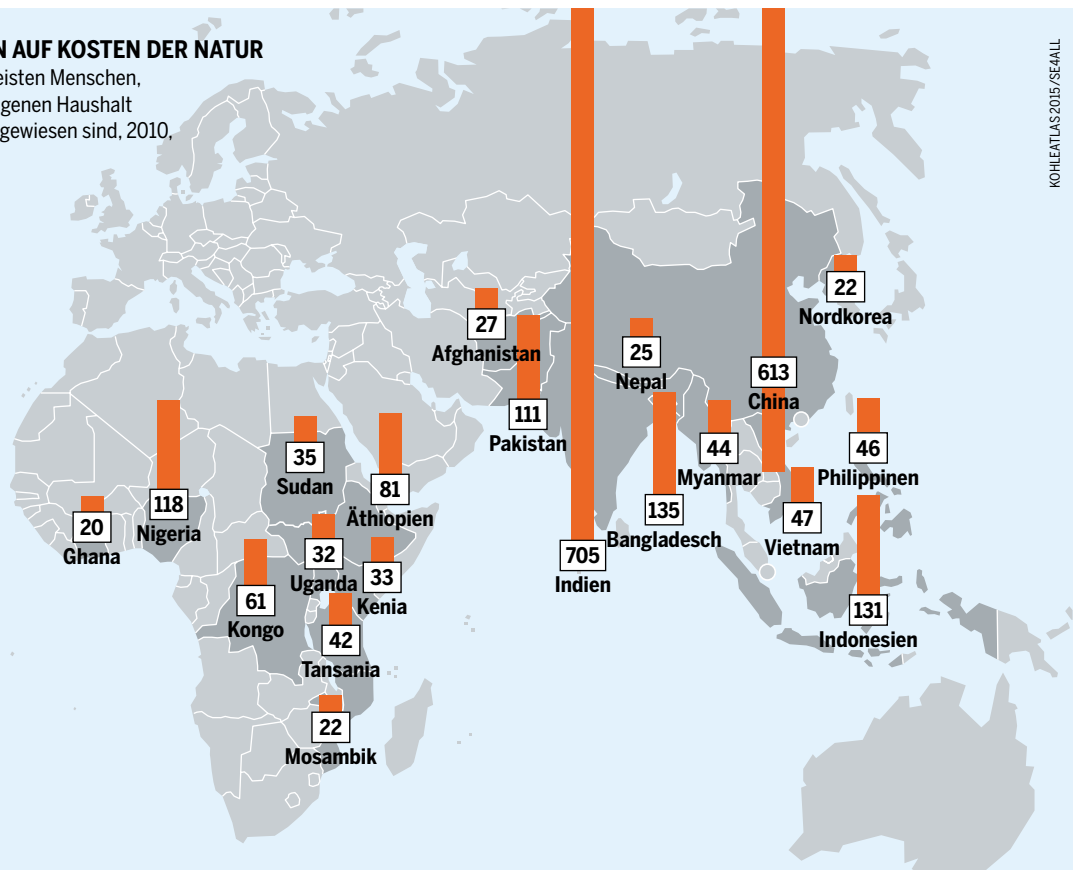 N AUF KOSTEN DER NATUR
eisten Menschen,
genen Haushalt
gewiesen sind, 2010,
KOHLEATLAS 2015/SE4ALL
22
Nordkorea
27
Afghanistan
25
Nepal
613
China
111
Pakistan
44
Myanmar
46
Philippinen
35
Sudan
81
Äthiopien
118
Nigeria
20
Ghana
135
Bangladesch
47
Vietnam
705
Indien
32
Uganda
33
Kenia
61
Kongo
131
Indonesien
42
Tansania
22
Mosambik